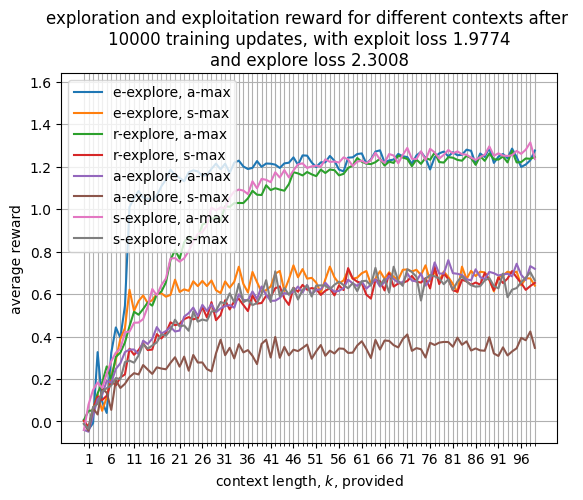 exploration and exploitation reward for different contexts after
10000 training updates, with exploit loss 1.9774
and explore loss 2.3008
1.6
1.4
1.2
1.0
0.8
0.6
0.4
0.2
0.0
average reward
e-explore, a-max
e-explore, s-max
r-explore, a-max
r-explore, s-max
a-explore, a-max
a-explore, s-max
s-explore, a-max
s-explore, s-max
1 6 11 16 21 26 31 36 41 46 51 56 61 66 71 76 81 86 91 96
context length, k, provided